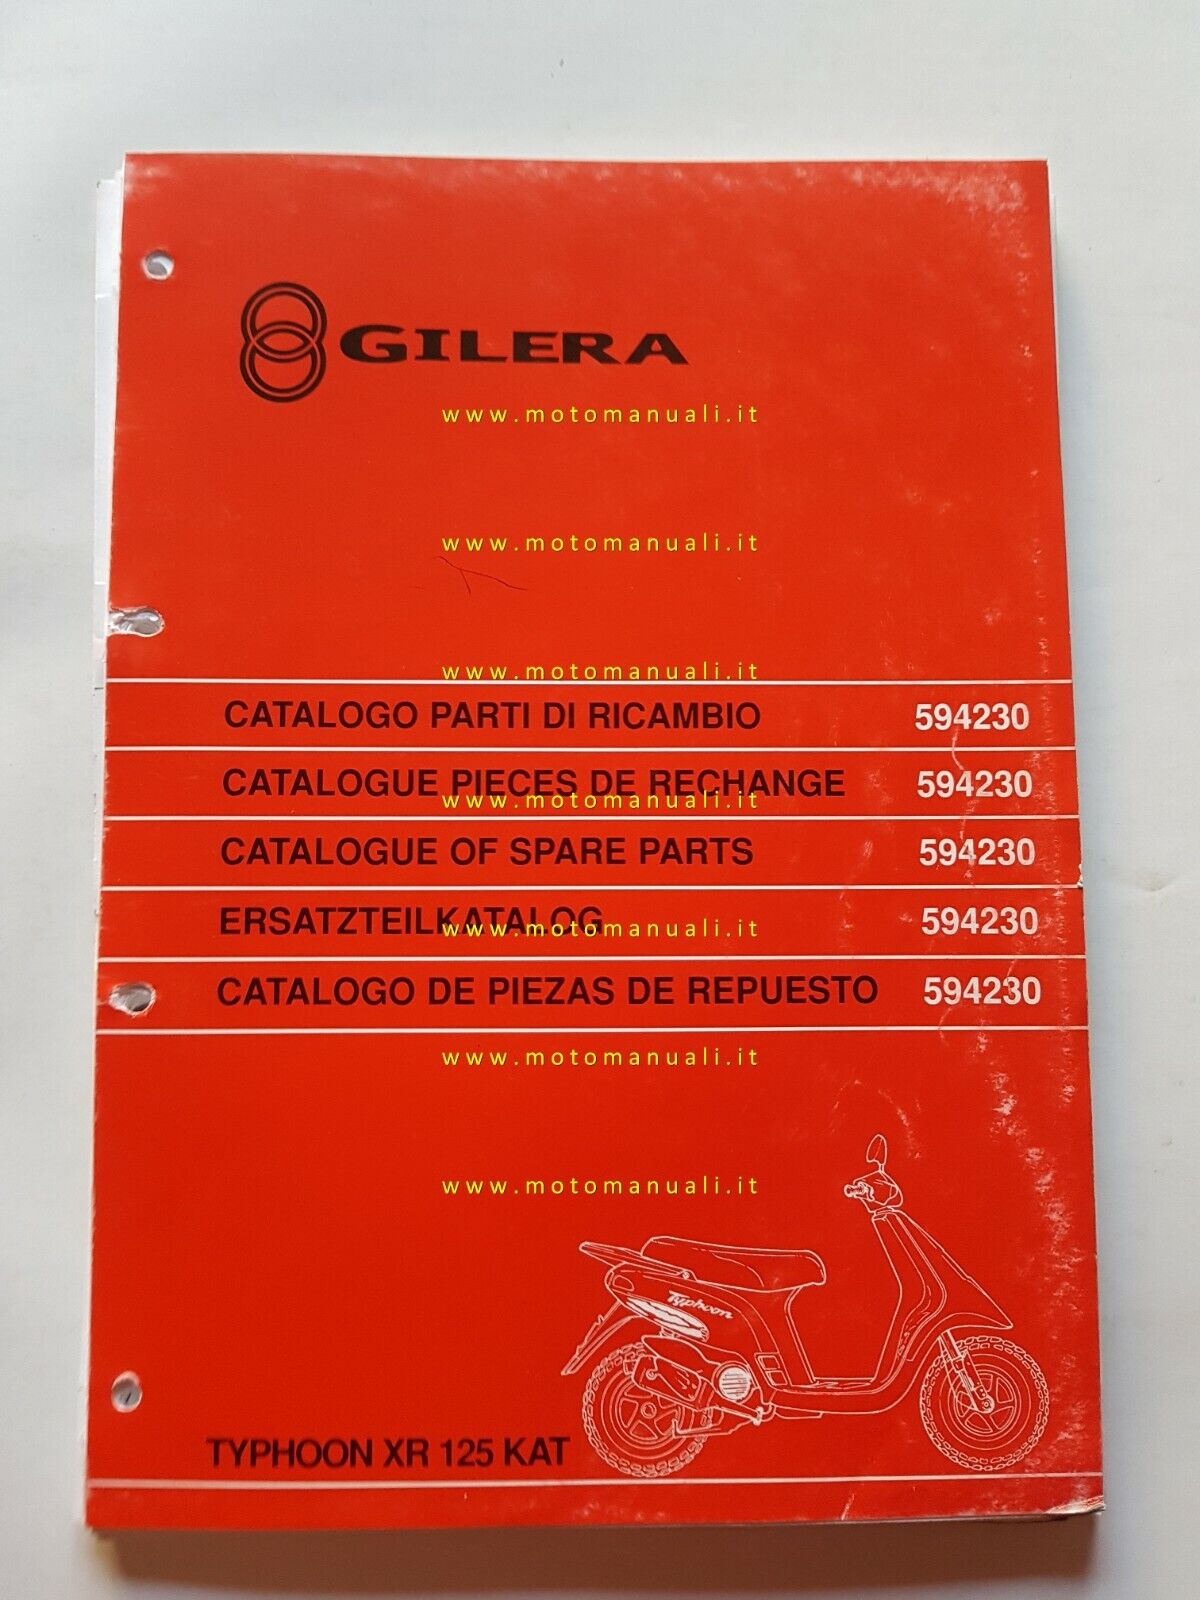 GILERA
www.motomanuali.it
www.motomanuali.it
www.motomanuali.it
CATALOGO PARTI DI RICAMBIO 594230
CATALOGUE PIECES DE RECHANGE 594230
www.motomanuali.it
CATALOGUE OF SPARE PARTS 594230
ERSATZTEILKATALOG 594230
www.motomanuali.it
CATALOGO DE PIEZAS DE REPUESTO 594230
www.motomanuali.it
www.motomanuali.it
Typhoon
TYPHOON XR 125 KAT